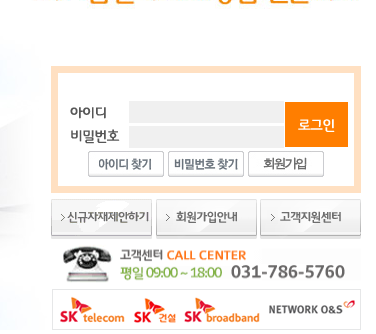 아이디
비밀번호
로그인
아이디 찾기 비밀번호 찾기 회원가입
신규자재제안하기 회원가입안내 고객지원센터
고객센터 CALL CENTER
평일 09:00 ~ 18:00 031-786-5760
SK telecom SK 건설 SK broadband NETWORK O&S